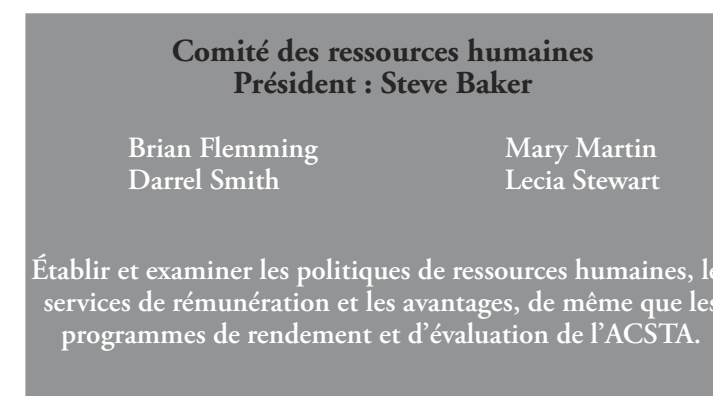 Comité des ressources humaines
Président : Steve Baker
Brian Flemming Mary Martin
Darrel Smith Lecia Stewart
Établir et examiner les politiques de ressources humaines,
services de rémunération et les avantages, de même que les
programmes de rendement et d’évaluation de l’ACSTA.